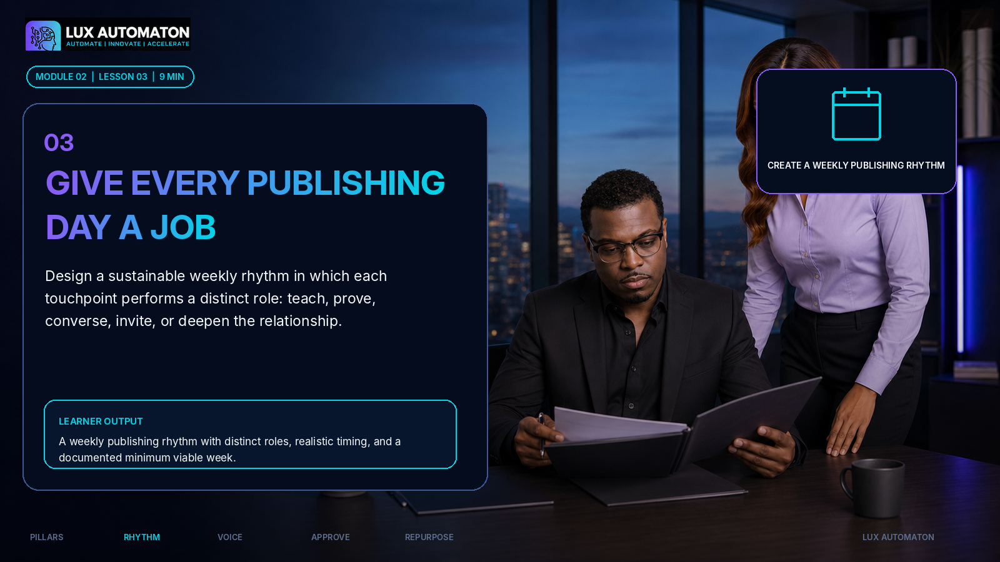 LUX AUTOMATON
AUTOMATE | INNOVATE | ACCELERATE
MODULE 02 | LESSON 03 | 9 MIN
03
GIVE EVERY PUBLISHING
DAY A JOB
Design a sustainable weekly rhythm in which each
touchpoint performs a distinct role: teach, prove,
converse, invite, or deepen the relationship.
LEARNER OUTPUT
A weekly publishing rhythm with distinct roles, realistic timing, and a
documented minimum viable week.
CREATE A WEEKLY PUBLISHING RHYTHM
PILLARS
RHYTHM
VOICE
APPROVE
REPURPOSE
LUX AUTOMATON